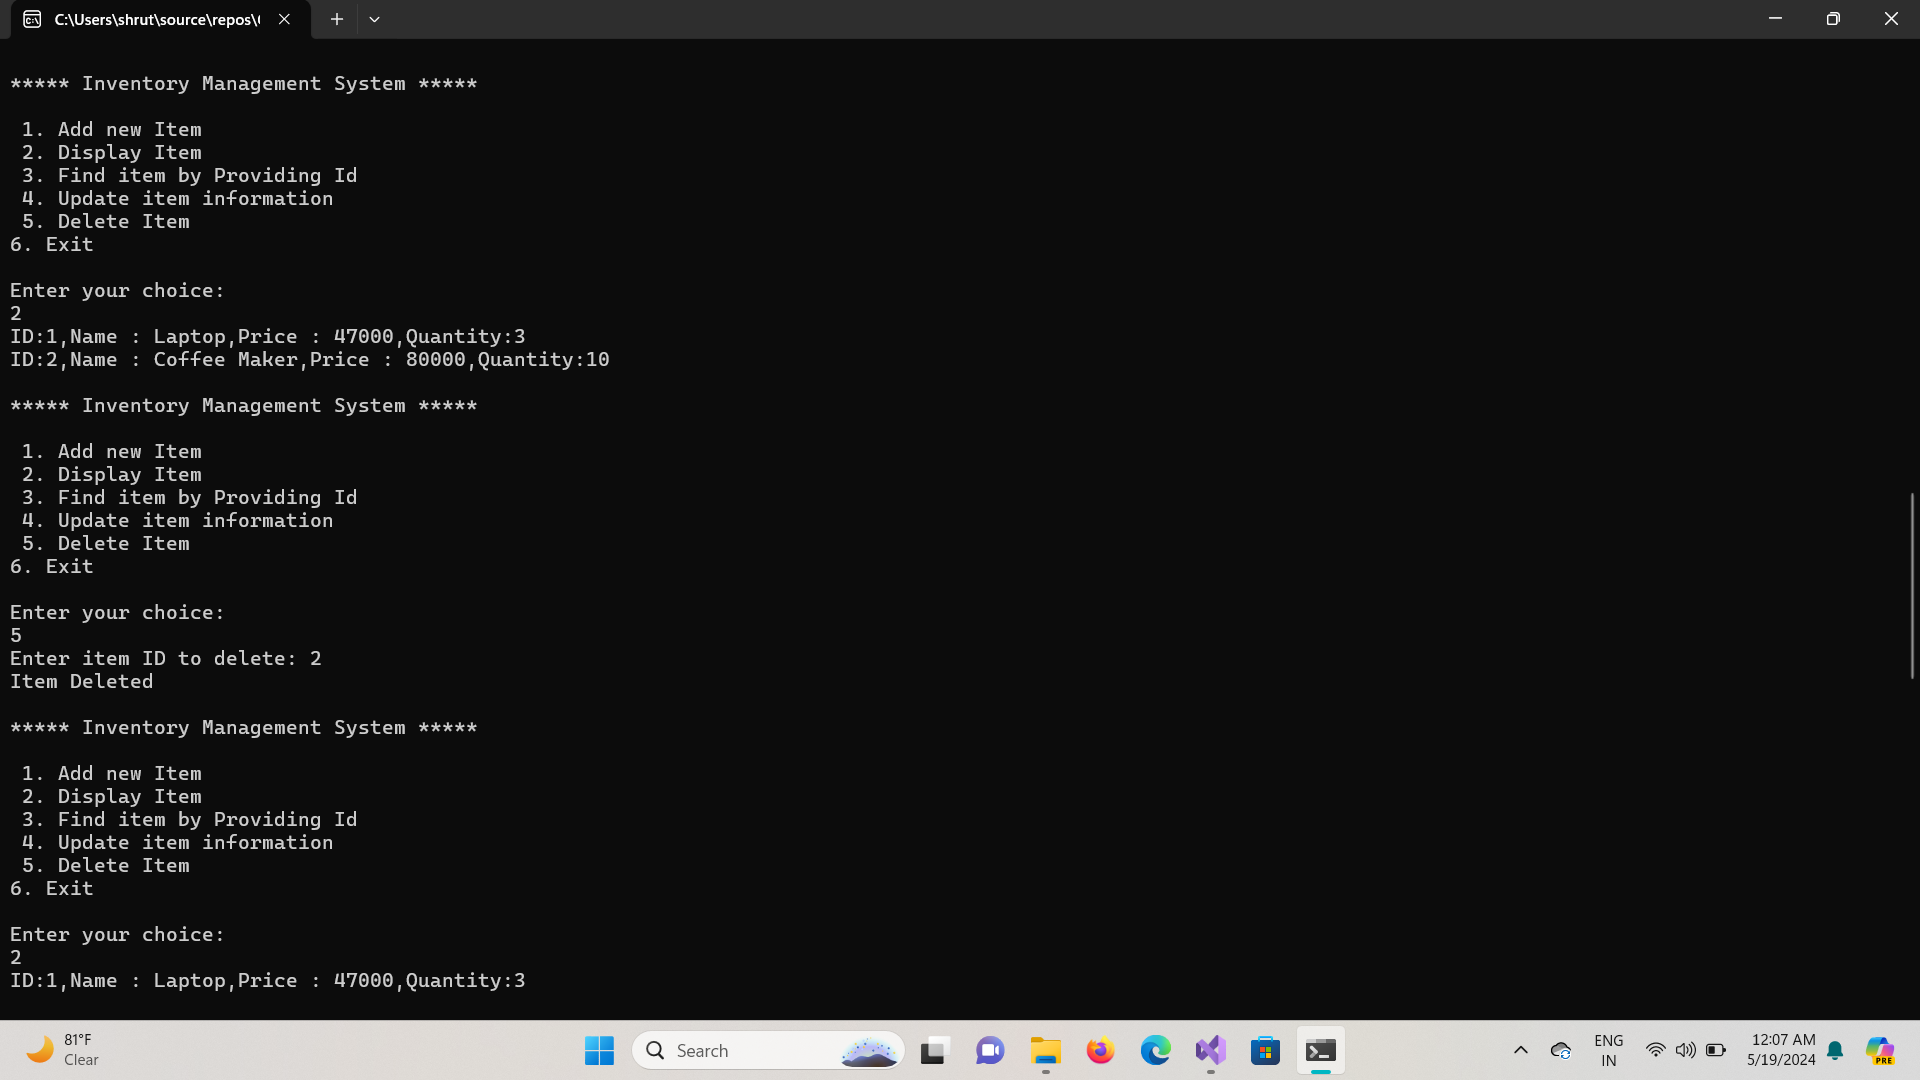 C:\Users\shrut\source\repos\
***** Inventory Management System *****
1. Add new Item
2. Display Item
3. Find item by Providing Id
4. Update item information
5. Delete Item
6. Exit
Enter your choice:
2
ID:1,Name : Laptop,Price : 47000,Quantity:3
ID:2,Name : Coffee Maker,Price : 80000,Quantity:10
***** Inventory Management System *****
1. Add new Item
2. Display Item
3. Find item by Providing Id
4. Update item information
5. Delete Item
6. Exit
Enter your choice:
5
Enter item ID to delete: 2
Item Deleted
***** Inventory Management System *****
1. Add new Item
2. Display Item
3. Find item by Providing Id
4. Update item information
5. Delete Item
6. Exit
Enter your choice:
2
ID:1,Name : Laptop,Price : 47000,Quantity:3
81°F
Clear
Search
ENG
IN
12:07 AM
5/19/2024
PRE